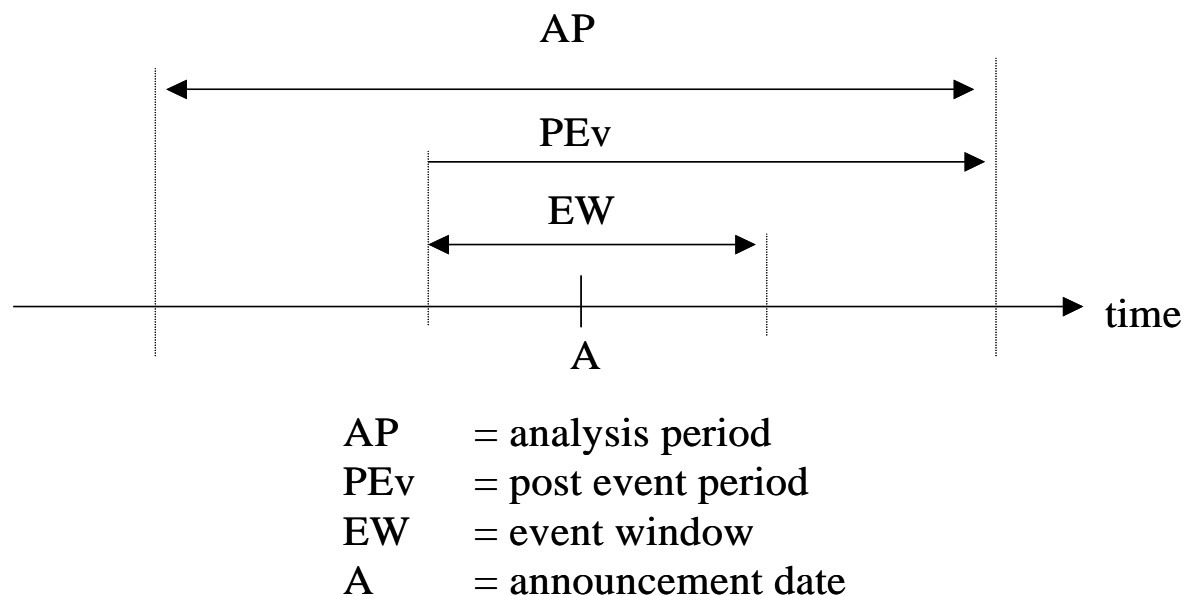 AP
PEv
EW
time
A
AP = analysis period
PEv = post event period
EW = event window
A = announcement date